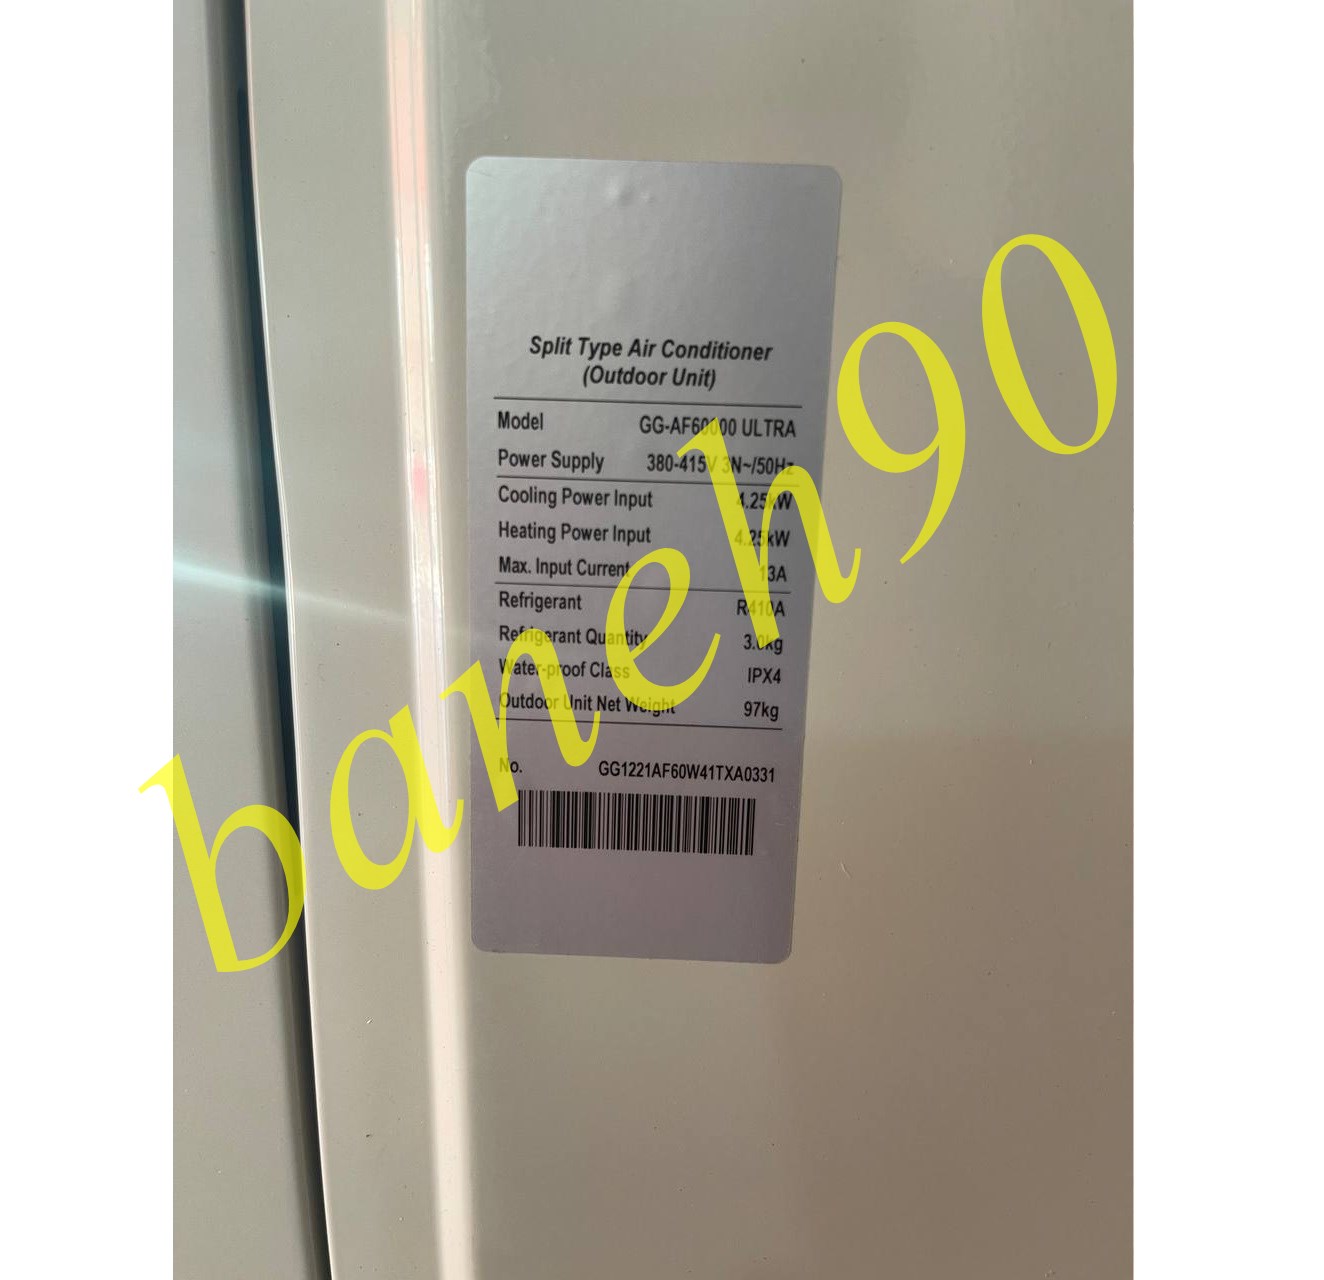 Split Type Air Conditioner
(Outdoor Unit)
Model GG-AF60000 ULTRA
Power Supply 380-415V 3N~/50Hz
Cooling Power Input 4.25kW
Heating Power Input 4.25kW
Max. Input Current 13A
Refrigerant R410A
Refrigerant Quantity 3.0kg
Water-proof Class IPX4
Outdoor Unit Net Weight 97kg
No. GG1221AF60W41TXA0331
baneh90